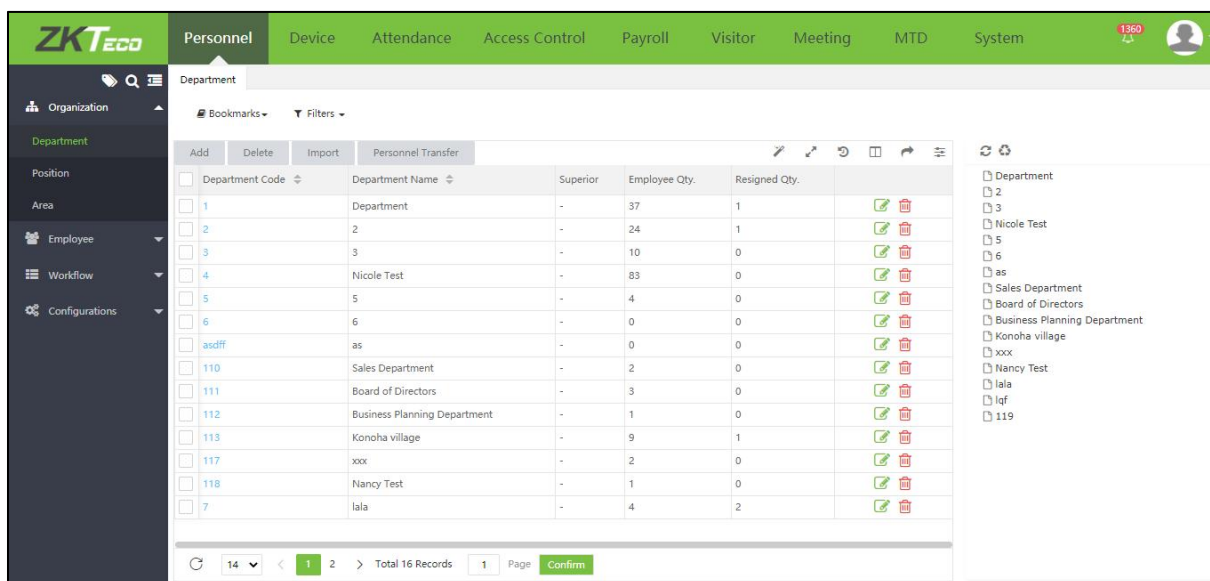 ZKTECO Personnel Device Attendance Access Control Payroll Visitor Meeting MTD System 1360
Department
Organization
Bookmarks Filters
Department
Add Delete Import Personnel Transfer
Position
Area
Employee
Workflow
Configurations
Department Code Department Name Superior Employee Qty. Resigned Qty.
1 Department - 37 1
2 2 - 24 1
3 3 - 10 0
4 Nicole Test - 83 0
5 5 - 4 0
6 6 - 0 0
asdff as - 0 0
110 Sales Department - 2 0
111 Board of Directors - 3 0
112 Business Planning Department - 1 0
113 Konoha village - 9 1
117 xxx - 2 0
118 Nancy Test - 1 0
7 lala - 4 2
14 < 1 2 > Total 16 Records 1 Page Confirm
Department
2
3
Nicole Test
5
6
as
Sales Department
Board of Directors
Business Planning Department
Konoha village
xxx
Nancy Test
lala
lqf
119